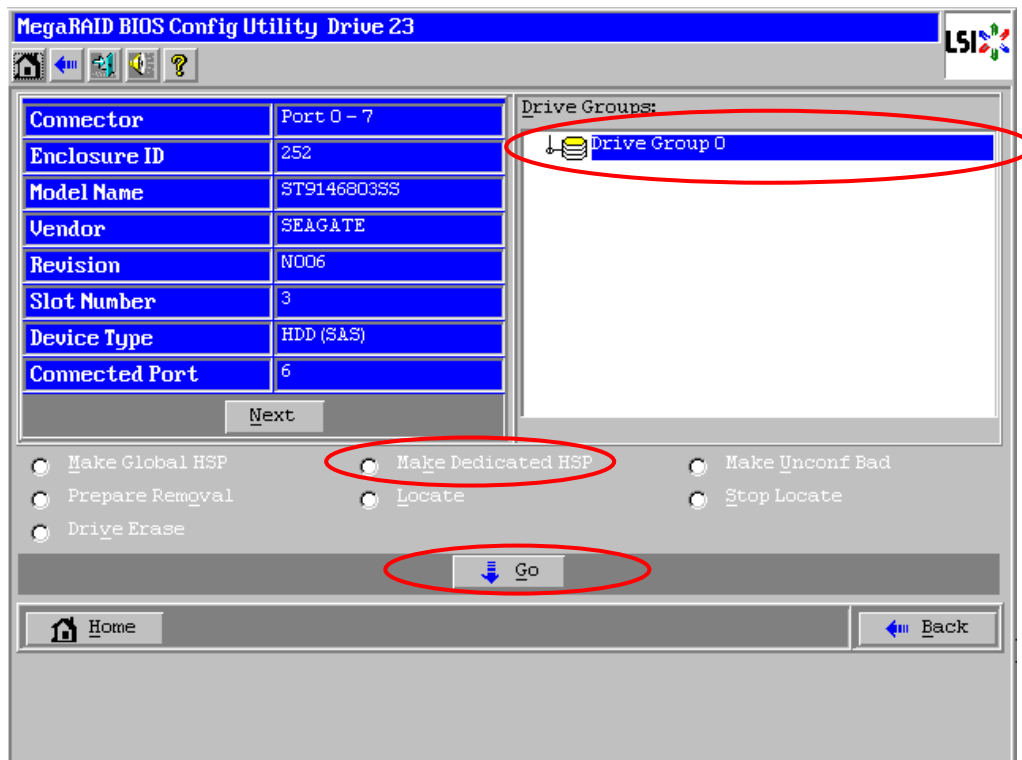 MegaRAID BIOS Config Utility Drive 23
LSI
Connector Port 0 - 7
Enclosure ID 252
Model Name ST9146803SS
Vendor SEAGATE
Revision N006
Slot Number 3
Device Type HDD (SAS)
Connected Port 6
Next
Drive Groups:
Drive Group 0
Make Global HSP Make Dedicated HSP Make Unconf Bad
Prepare Removal Locate Stop Locate
Drive Erase
Go
Home Back